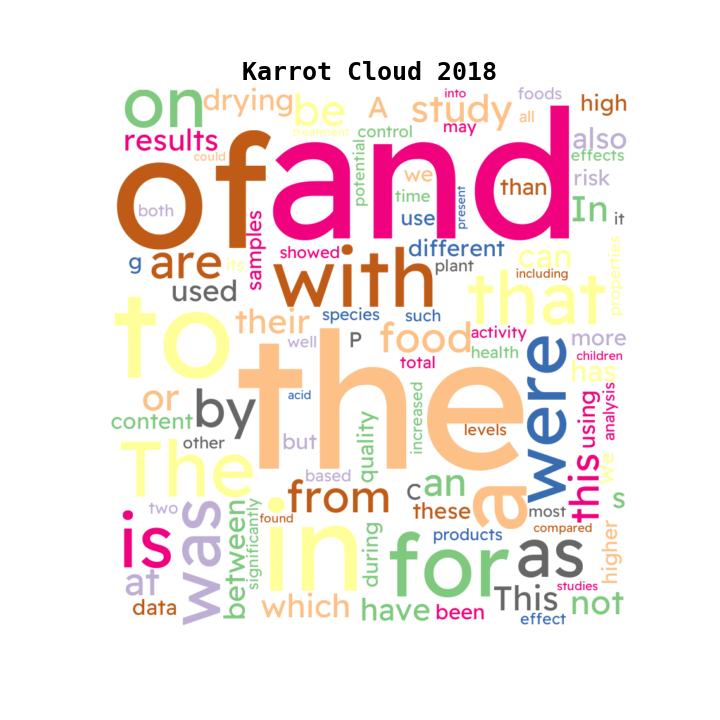 Karrot Cloud 2018
into
foods
on
drying
be
A
study
high
treatment
control
may
all
results
also
could
potential
effects
of
and
we
than
risk
time
use
present
both
In
it
samples
showed
different
g
are
its
plant
can
properties
including
used
with
that
to
their
species
such
well
P
food
activity
more
health
children
total
the
were
has
or
by
acid
increased
using
analysis
content
other
but
quality
levels
this
we
The
based
from
c
an
a
s
is
two
was
between
significantly
found
in
during
these
most
compared
products
for
as
higher
at
data
which
have
been
This
studies
not
effect